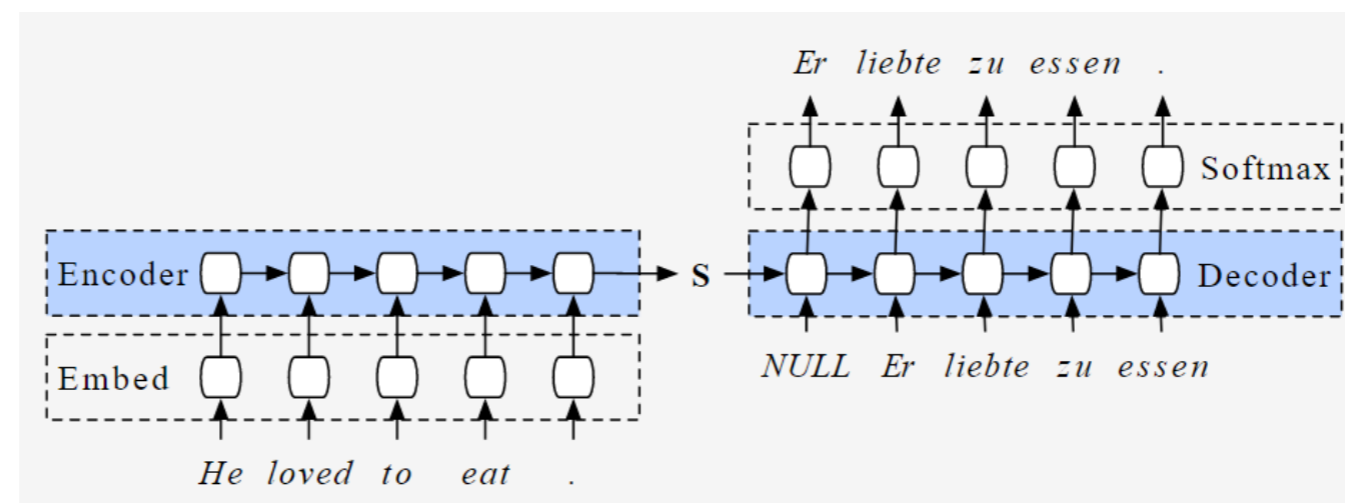 Er liebte zu essen .
Softmax
Encoder
S
Decoder
Embed
NULL Er liebte zu essen
He loved to eat .